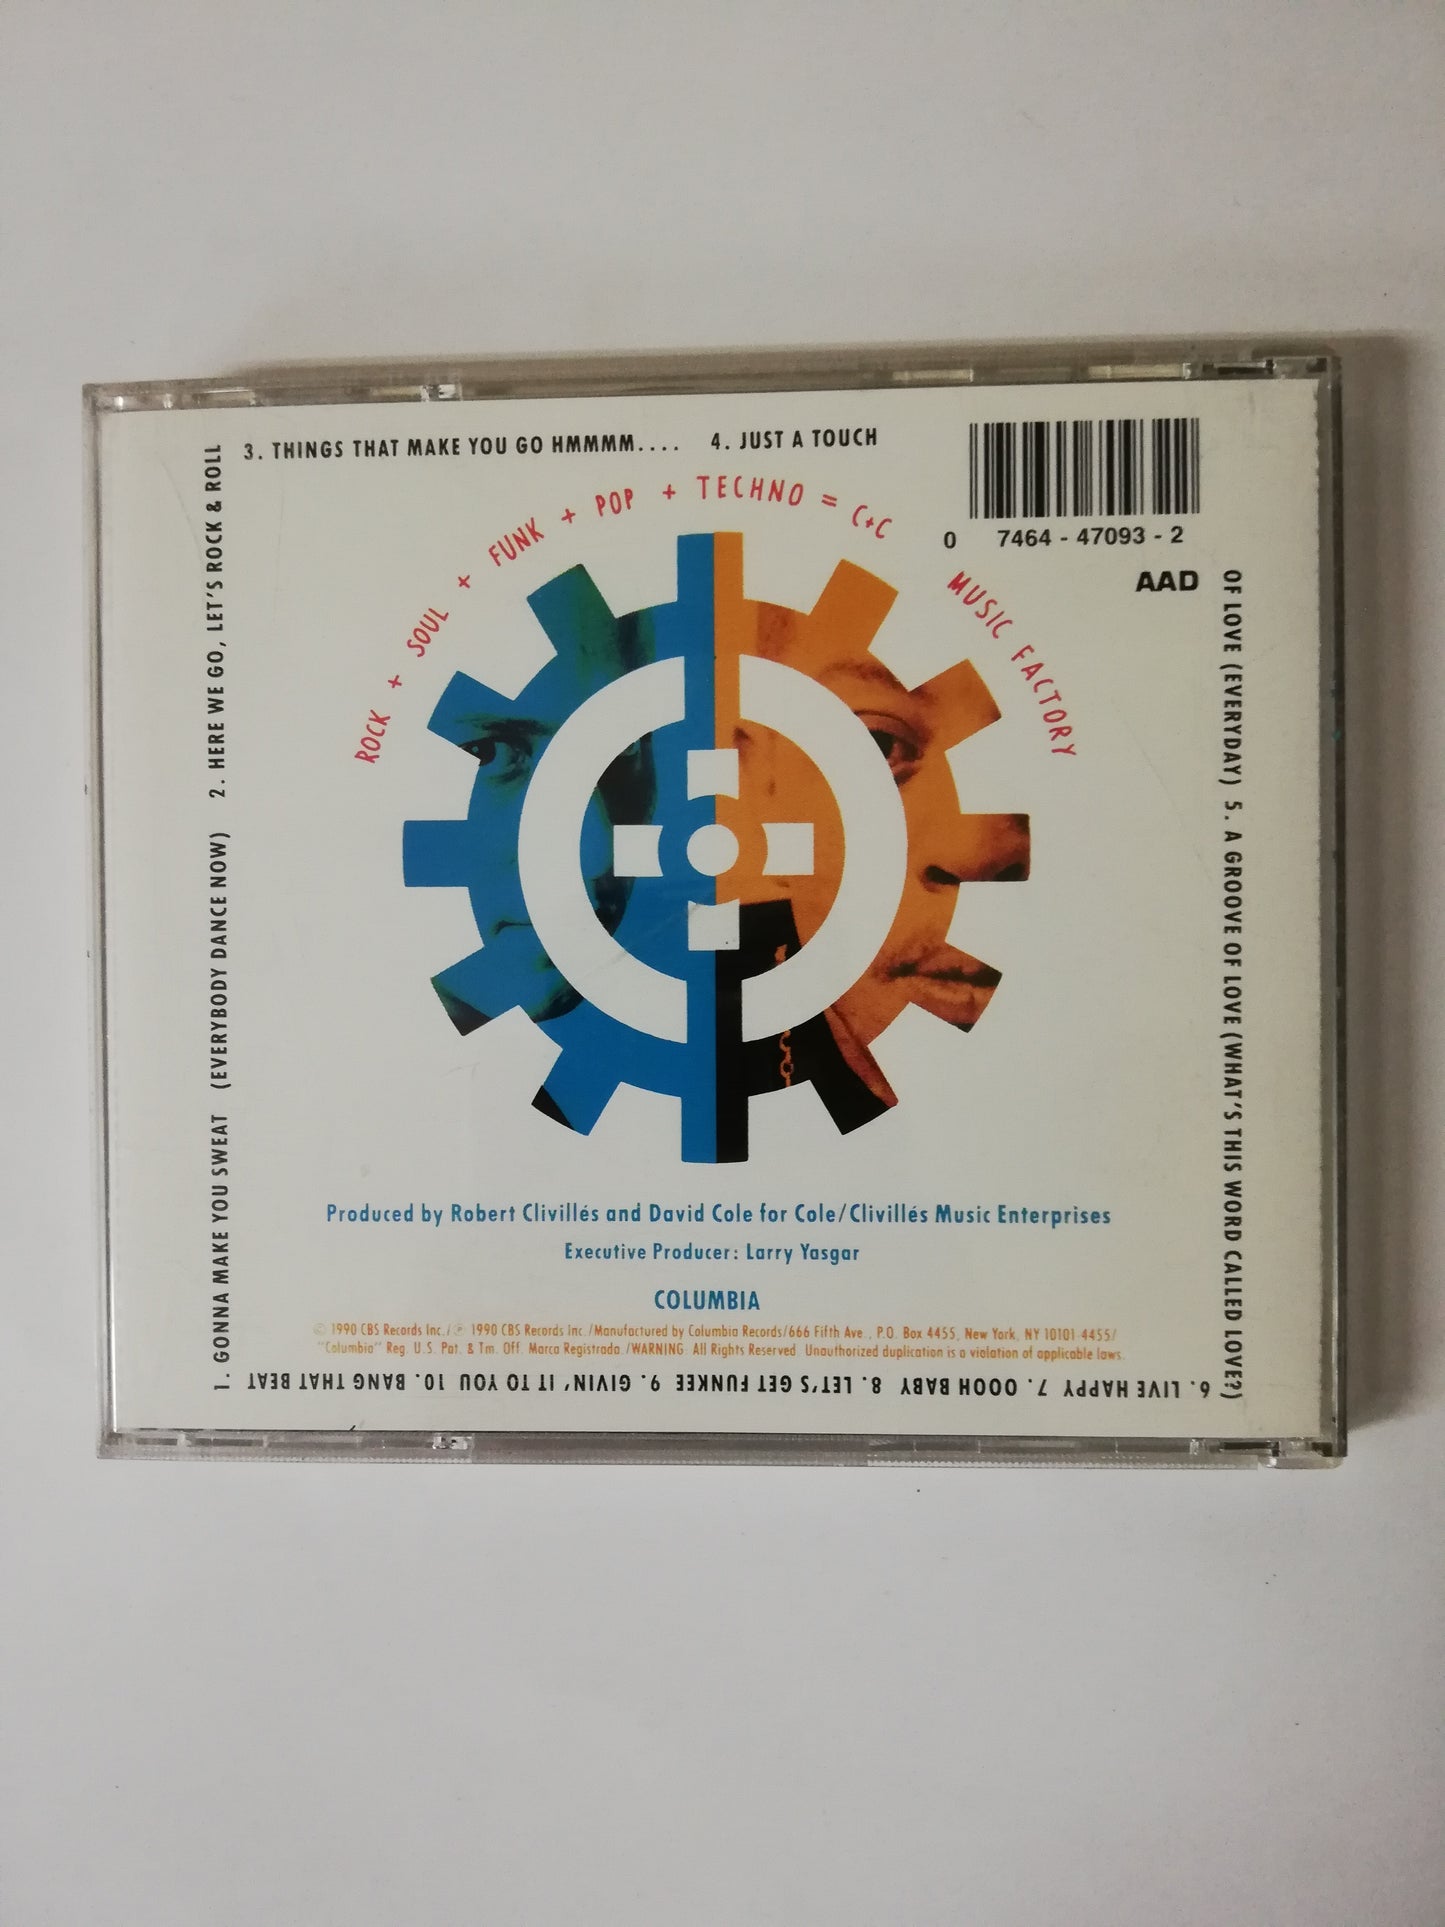 1. GONNA MAKE YOU SWEAT (EVERYBODY DANCE NOW) 2. HERE WE GO, LET'S ROCK & ROLL
3. THINGS THAT MAKE YOU GO HMMMM.... 4. JUST A TOUCH
OF LOVE (EVERYDAY) 5. A GROOVE OF LOVE (WHAT'S THIS WORD CALLED LOVE?)
6. LIVE HAPPY 7. OOOH BABY 8. LET'S GET FUNKEE 9. GIVIN' IT TO YOU 10. BANG THAT BEAT
ROCK + SOUL + FUNK + POP + TECHNO = C+C MUSIC FACTORY
0 7464 - 47093 - 2
AAD
Produced by Robert Clivillés and David Cole for Cole/Clivillés Music Enterprises
Executive Producer: Larry Yasgar
COLUMBIA
© 1990 CBS Records Inc./℗ 1990 CBS Records Inc./Manufactured by Columbia Records/666 Fifth Ave., P.O. Box 4455, New York, NY 10101-4455/
"Columbia" Reg. U.S. Pat. & Tm. Off. Marca Registrada./WARNING: All Rights Reserved. Unauthorized duplication is a violation of applicable laws.